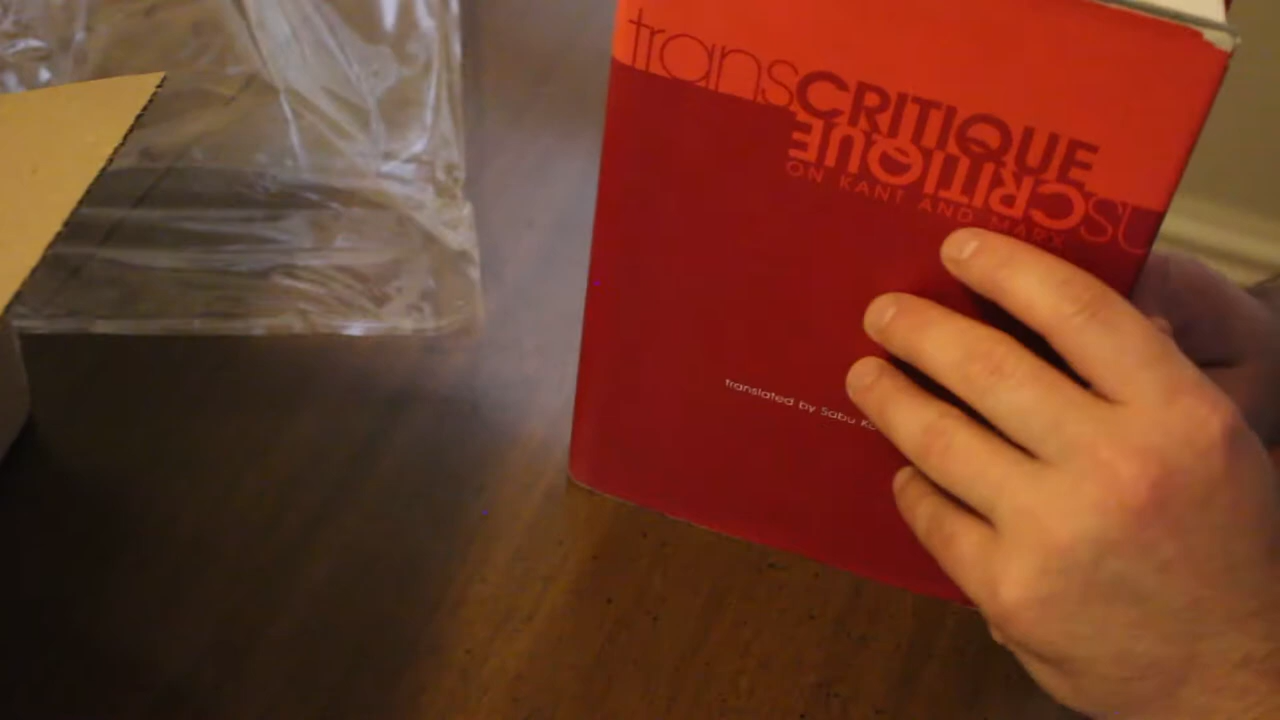 transCRITIQUE
CRITIQUE
ON KANT AND MARX
translated by Sabu